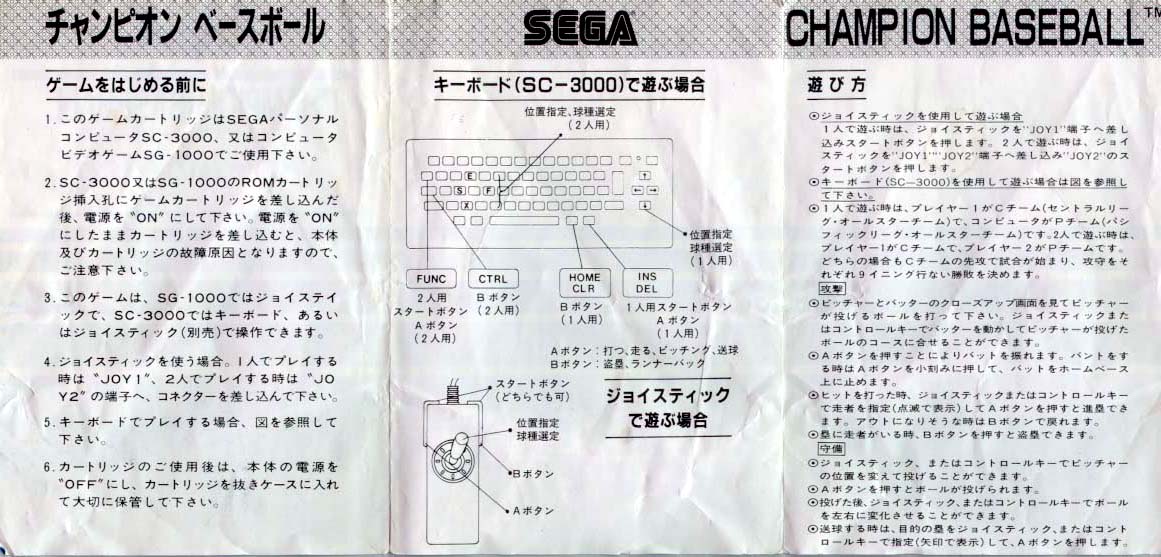 チャンピオン ベースボール
ゲームをはじめる前に
1. このゲームカートリッジはSEGAパーソナル
コンピュータSC-3000、又はコンピュータ
ビデオゲームSG-1000でご使用下さい。
2. SC-3000又はSG-1000のROMカートリッ
ジ挿入孔にゲームカートリッジを差し込んだ
後、電源を〝ON〟にして下さい。電源を〝ON〟
にしたままカートリッジを差し込むと、本体
及びカートリッジの故障原因となりますので、
ご注意下さい。
3. このゲームは、SG-1000ではジョイステイ
ックで、SC-3000ではキーボード、あるい
はジョイスティック(別売)で操作できます。
4. ジョイスティックを使う場合。1人でプレイする
時は〝JOY1〟、2人でプレイする時は〝JO
Y2〟の端子へ、コネクターを差し込んで下さい。
5. キーボードでプレイする場合、図を参照して
下さい。
6. カートリッジのご使用後は、本体の電源を
〝OFF〟にし、カートリッジを抜きケースに入れ
て大切に保管して下さい。
SEGA®
キーボード(SC-3000)で遊ぶ場合
位置指定、球種選定
(2人用)
E
S F
X
↑
← →
↓
位置指定
球種選定
(1人用)
FUNC
2人用
スタートボタン
Aボタン
(2人用)
CTRL
Bボタン
(2人用)
HOME
CLR
Bボタン
(1人用)
INS
DEL
1人用スタートボタン
Aボタン
(1人用)
Aボタン:打つ、走る、ピッチング、送球
Bボタン:盗塁、ランナーバック
スタートボタン
(どちらでも可)
ジョイスティック
で遊ぶ場合
位置指定
球種選定
Bボタン
Aボタン
CHAMPION BASEBALL™
遊び方
⊙ジョイスティックを使用して遊ぶ場合
1人で遊ぶ時は、ジョイスティックを"JOY1"端子へ差し
込みスタートボタンを押します。2人で遊ぶ時は、ジョイ
スティックを"JOY1""JOY2"端子へ差し込み"JOY2"のス
タートボタンを押します。
⊙キーボード(SC-3000)を使用して遊ぶ場合は図を参照し
て下さい。
⊙1人で遊ぶ時は、プレイヤー1がCチーム(セントラルリー
グ・オールスターチーム)で、コンピュータがPチーム(パシ
フィックリーグ・オールスターチーム)です。2人で遊ぶ時は、
プレイヤー1がCチームで、プレイヤー2がPチームです。
どちらの場合もCチームの先攻で試合が始まり、攻守をそ
れぞれ9イニング行ない勝敗を決めます。
攻撃
⊙ピッチャーとバッターのクローズアップ画面を見てピッチャー
が投げるボールを打って下さい。ジョイスティックまた
はコントロールキーでバッターを動かしてピッチャーが投げた
ボールのコースに合せることができます。
⊙Aボタンを押すことによりバットを振れます。バントをす
る時はAボタンを小刻みに押して、バットをホームベース
上に止めます。
⊙ヒットを打った時、ジョイスティックまたはコントロールキー
で走者を指定(点滅で表示)してAボタンを押すと進塁でき
ます。アウトになりそうな時はBボタンで戻れます。
⊙塁に走者がいる時、Bボタンを押すと盗塁できます。
守備
⊙ジョイスティック、またはコントロールキーでピッチャー
の位置を変えて投げることができます。
⊙Aボタンを押すとボールが投げられます。
⊙投げた後、ジョイスティック、またはコントロールキーでボール
を左右に変化させることができます。
⊙送球する時は、目的の塁をジョイスティック、またはコント
ロールキーで指定(矢印で表示)して、Aボタンを押します。